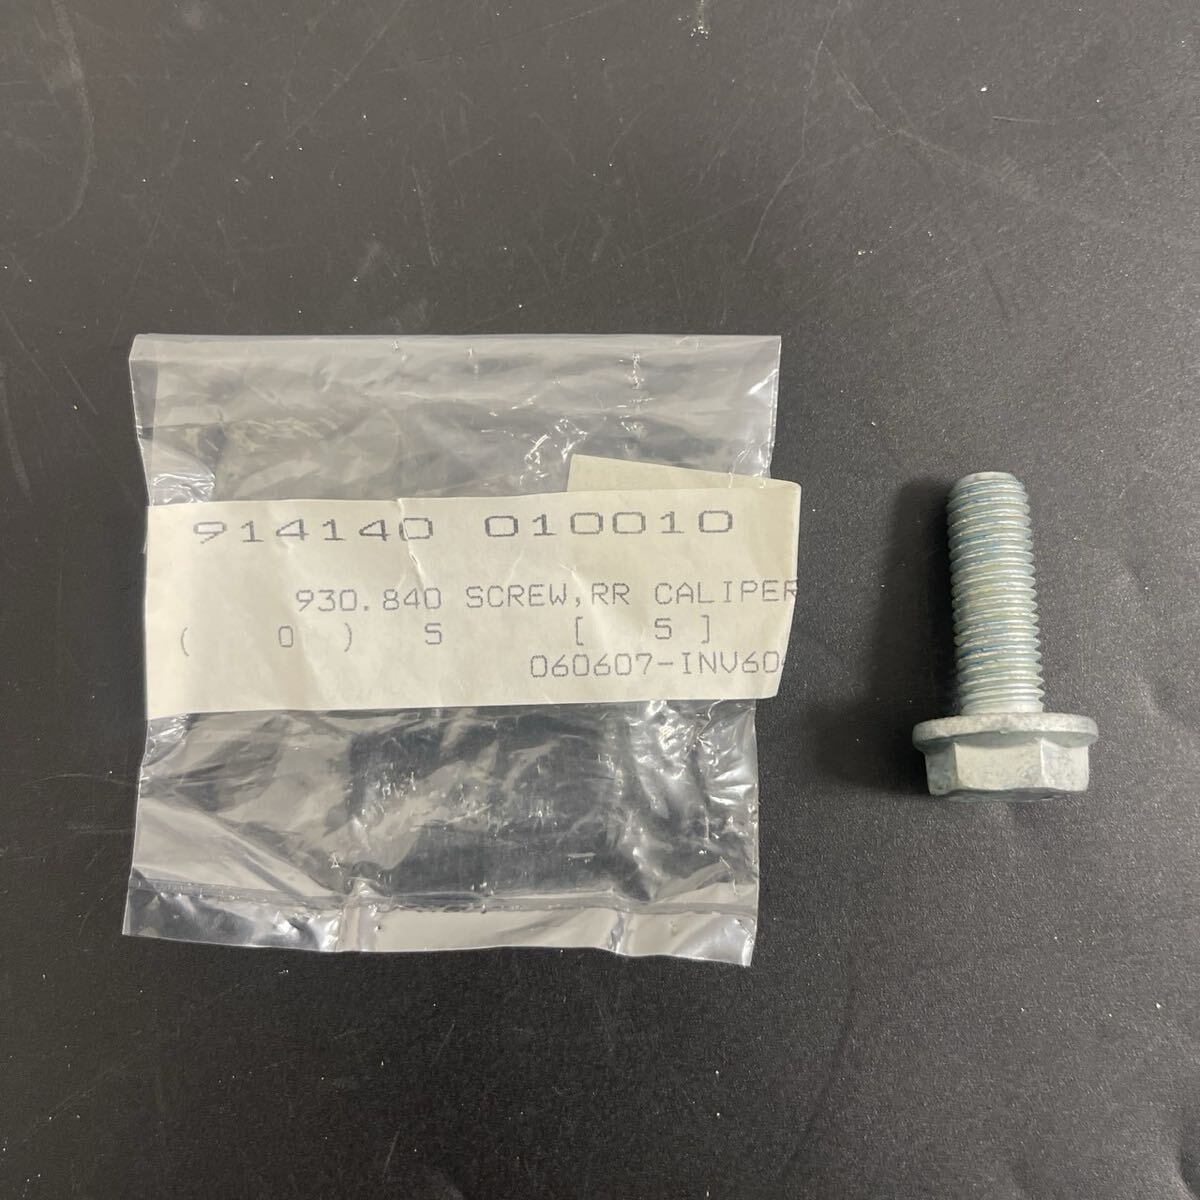 914140 010010
930.840 SCREW,RR CALIPER
( 0 ) 5 [ 5 ]
060607-INV60